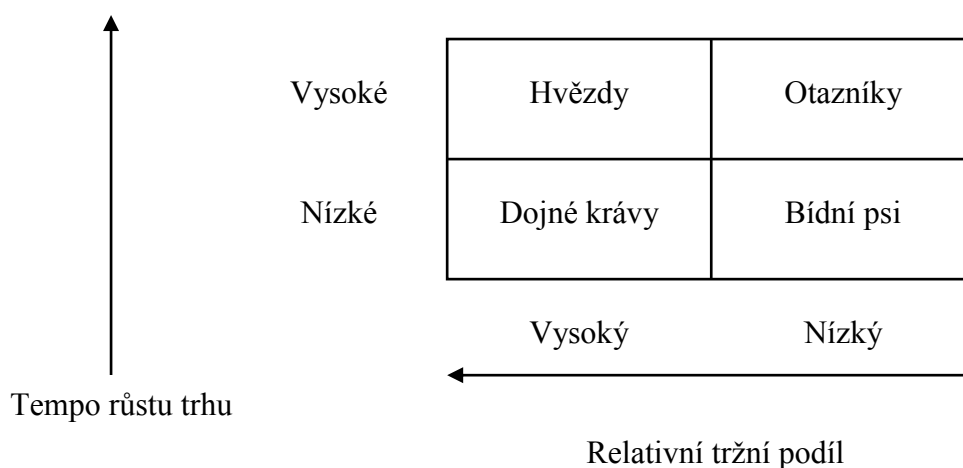 Vysoké Hvězdy Otazníky
Nízké Dojné krávy Bídní psi
Vysoký Nízký
Tempo růstu trhu
Relativní tržní podíl